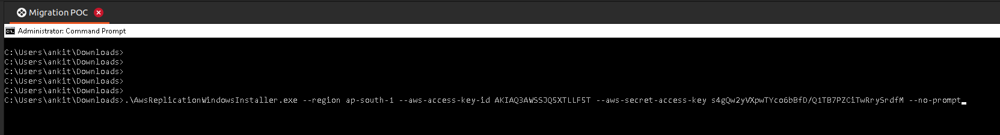 Migration POC
Administrator: Command Prompt
C:\Users\ankit\Downloads>
C:\Users\ankit\Downloads>
C:\Users\ankit\Downloads>
C:\Users\ankit\Downloads>
C:\Users\ankit\Downloads>
C:\Users\ankit\Downloads>.\AwsReplicationWindowsInstaller.exe --region ap-south-1 --aws-access-key-id AKIAQ3AWSSJQ5XTLLF5T --aws-secret-access-key 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 --no-prompt